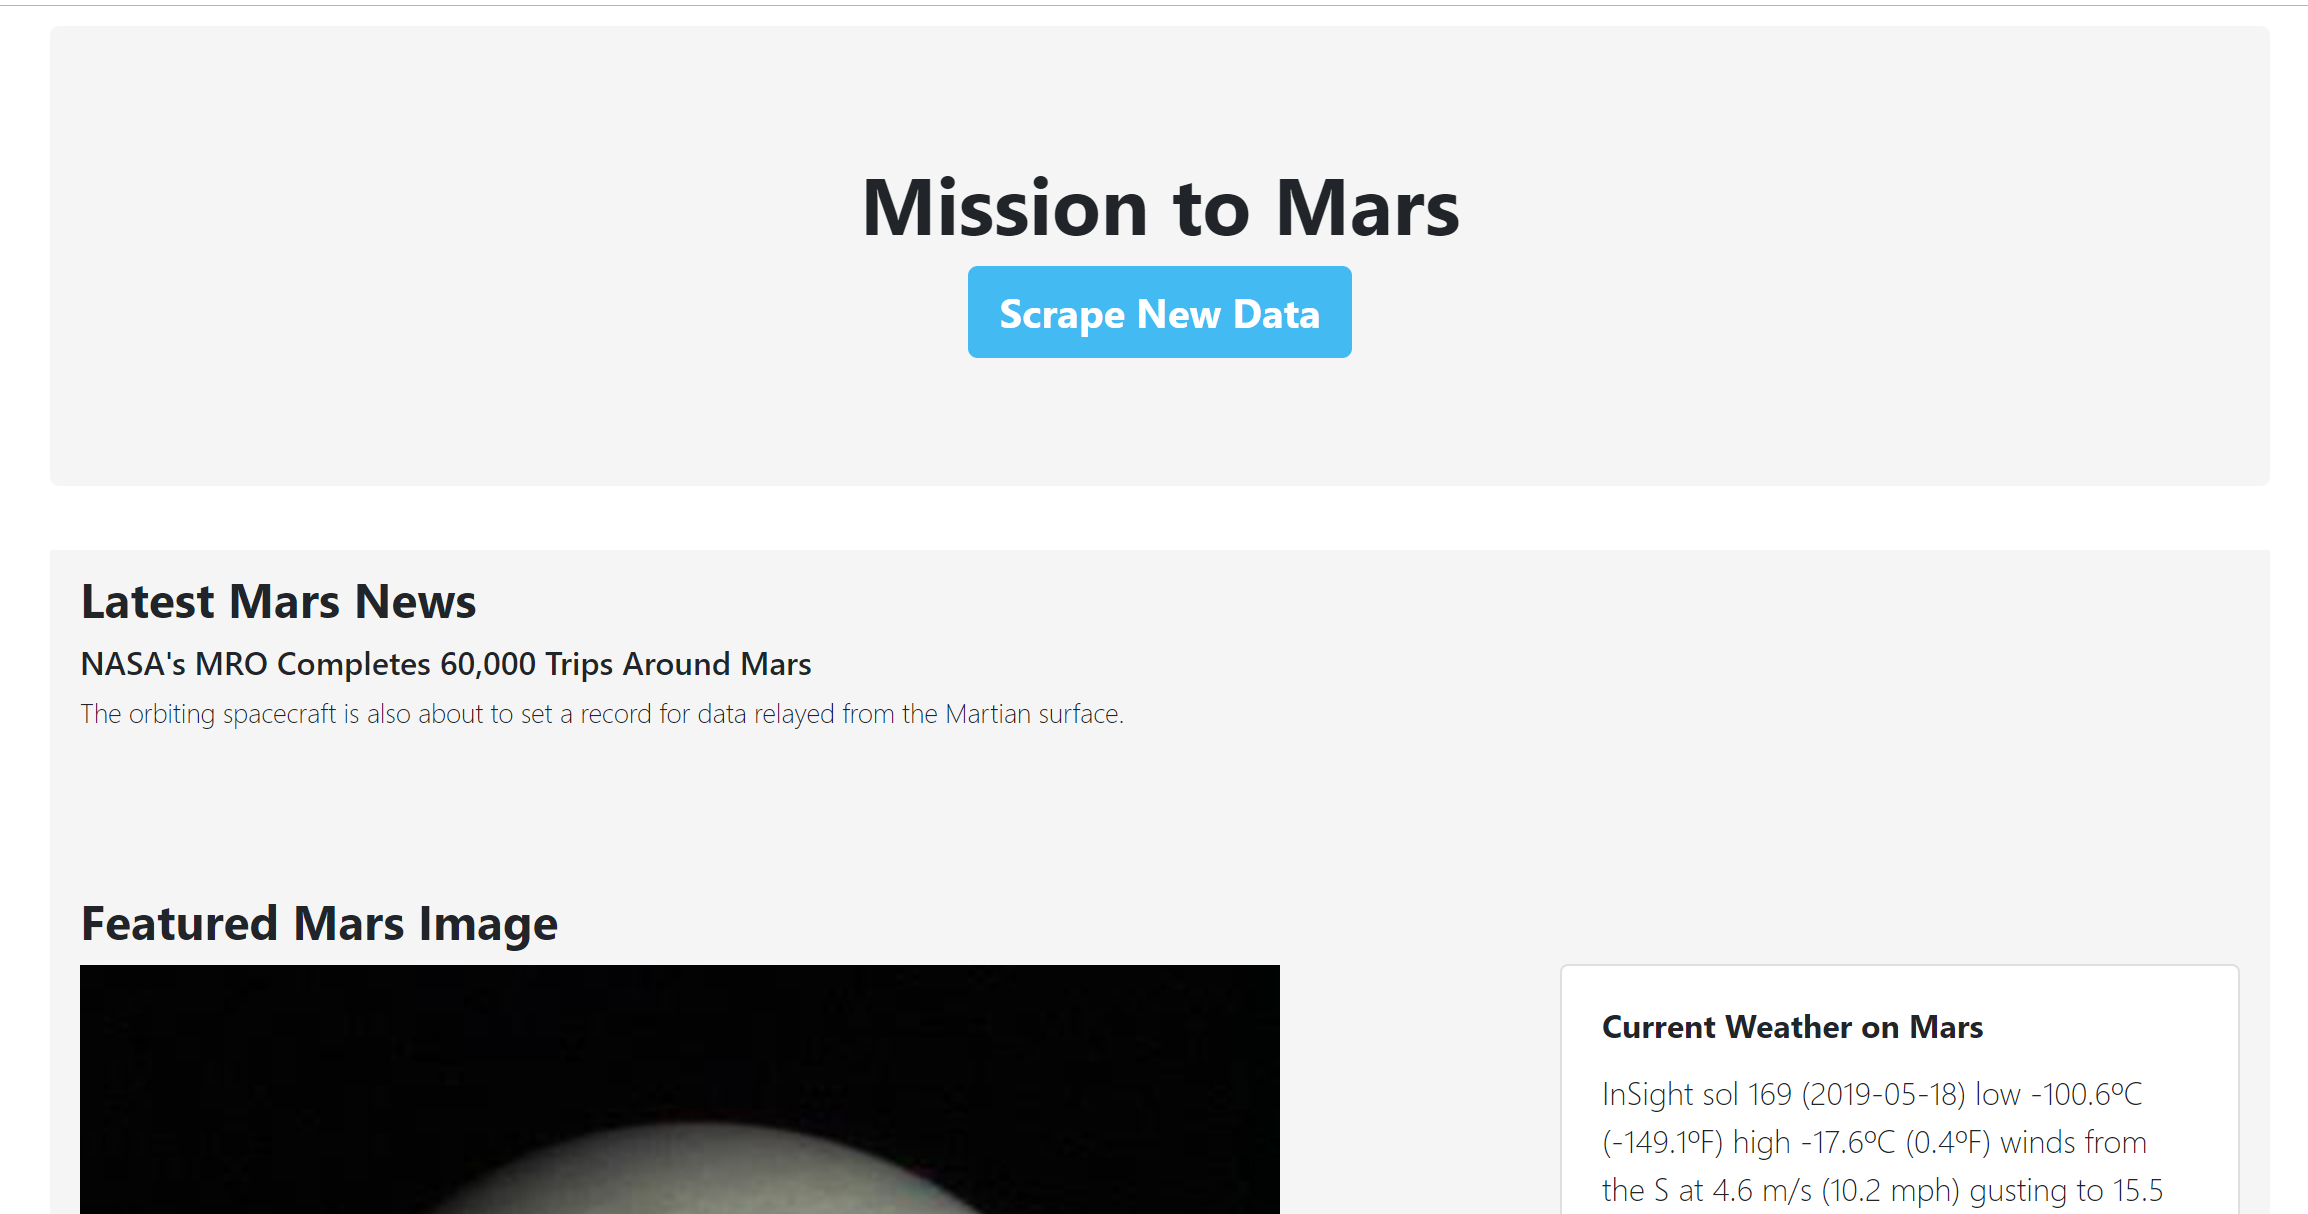 Mission to Mars
Scrape New Data
Latest Mars News
NASA's MRO Completes 60,000 Trips Around Mars
The orbiting spacecraft is also about to set a record for data relayed from the Martian surface.
Featured Mars Image
Current Weather on Mars
InSight sol 169 (2019-05-18) low -100.6ºC
(-149.1ºF) high -17.6ºC (0.4ºF) winds from
the S at 4.6 m/s (10.2 mph) gusting to 15.5